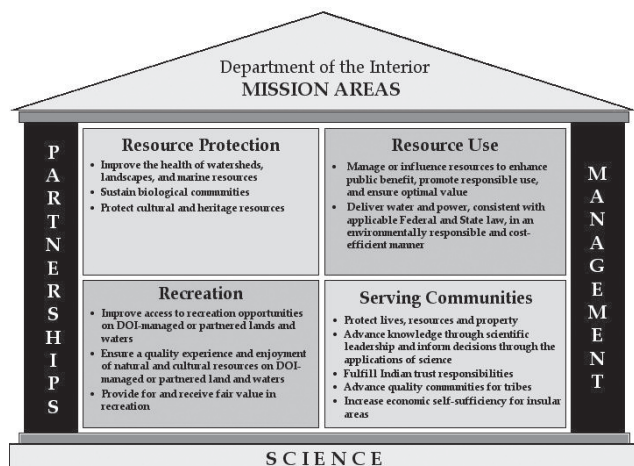 Department of the Interior
MISSION AREAS
PARTNERSHIPS
Resource Protection
• Improve the health of watersheds,
landscapes, and marine resources
• Sustain biological communities
• Protect cultural and heritage resources
Resource Use
• Manage or influence resources to enhance
public benefit, promote responsible use,
and ensure optimal value
• Deliver water and power, consistent with
applicable Federal and State law, in an
environmentally responsible and cost-
efficient manner
Recreation
• Improve access to recreation opportunities
on DOI-managed or partnered lands and
waters
• Ensure a quality experience and enjoyment
of natural and cultural resources on DOI-
managed or partnered land and waters
• Provide for and receive fair value in
recreation
Serving Communities
• Protect lives, resources and property
• Advance knowledge through scientific
leadership and inform decisions through the
applications of science
• Fulfill Indian trust responsibilities
• Advance quality communities for tribes
• Increase economic self-sufficiency for insular
areas
MANAGEMENT
SCIENCE